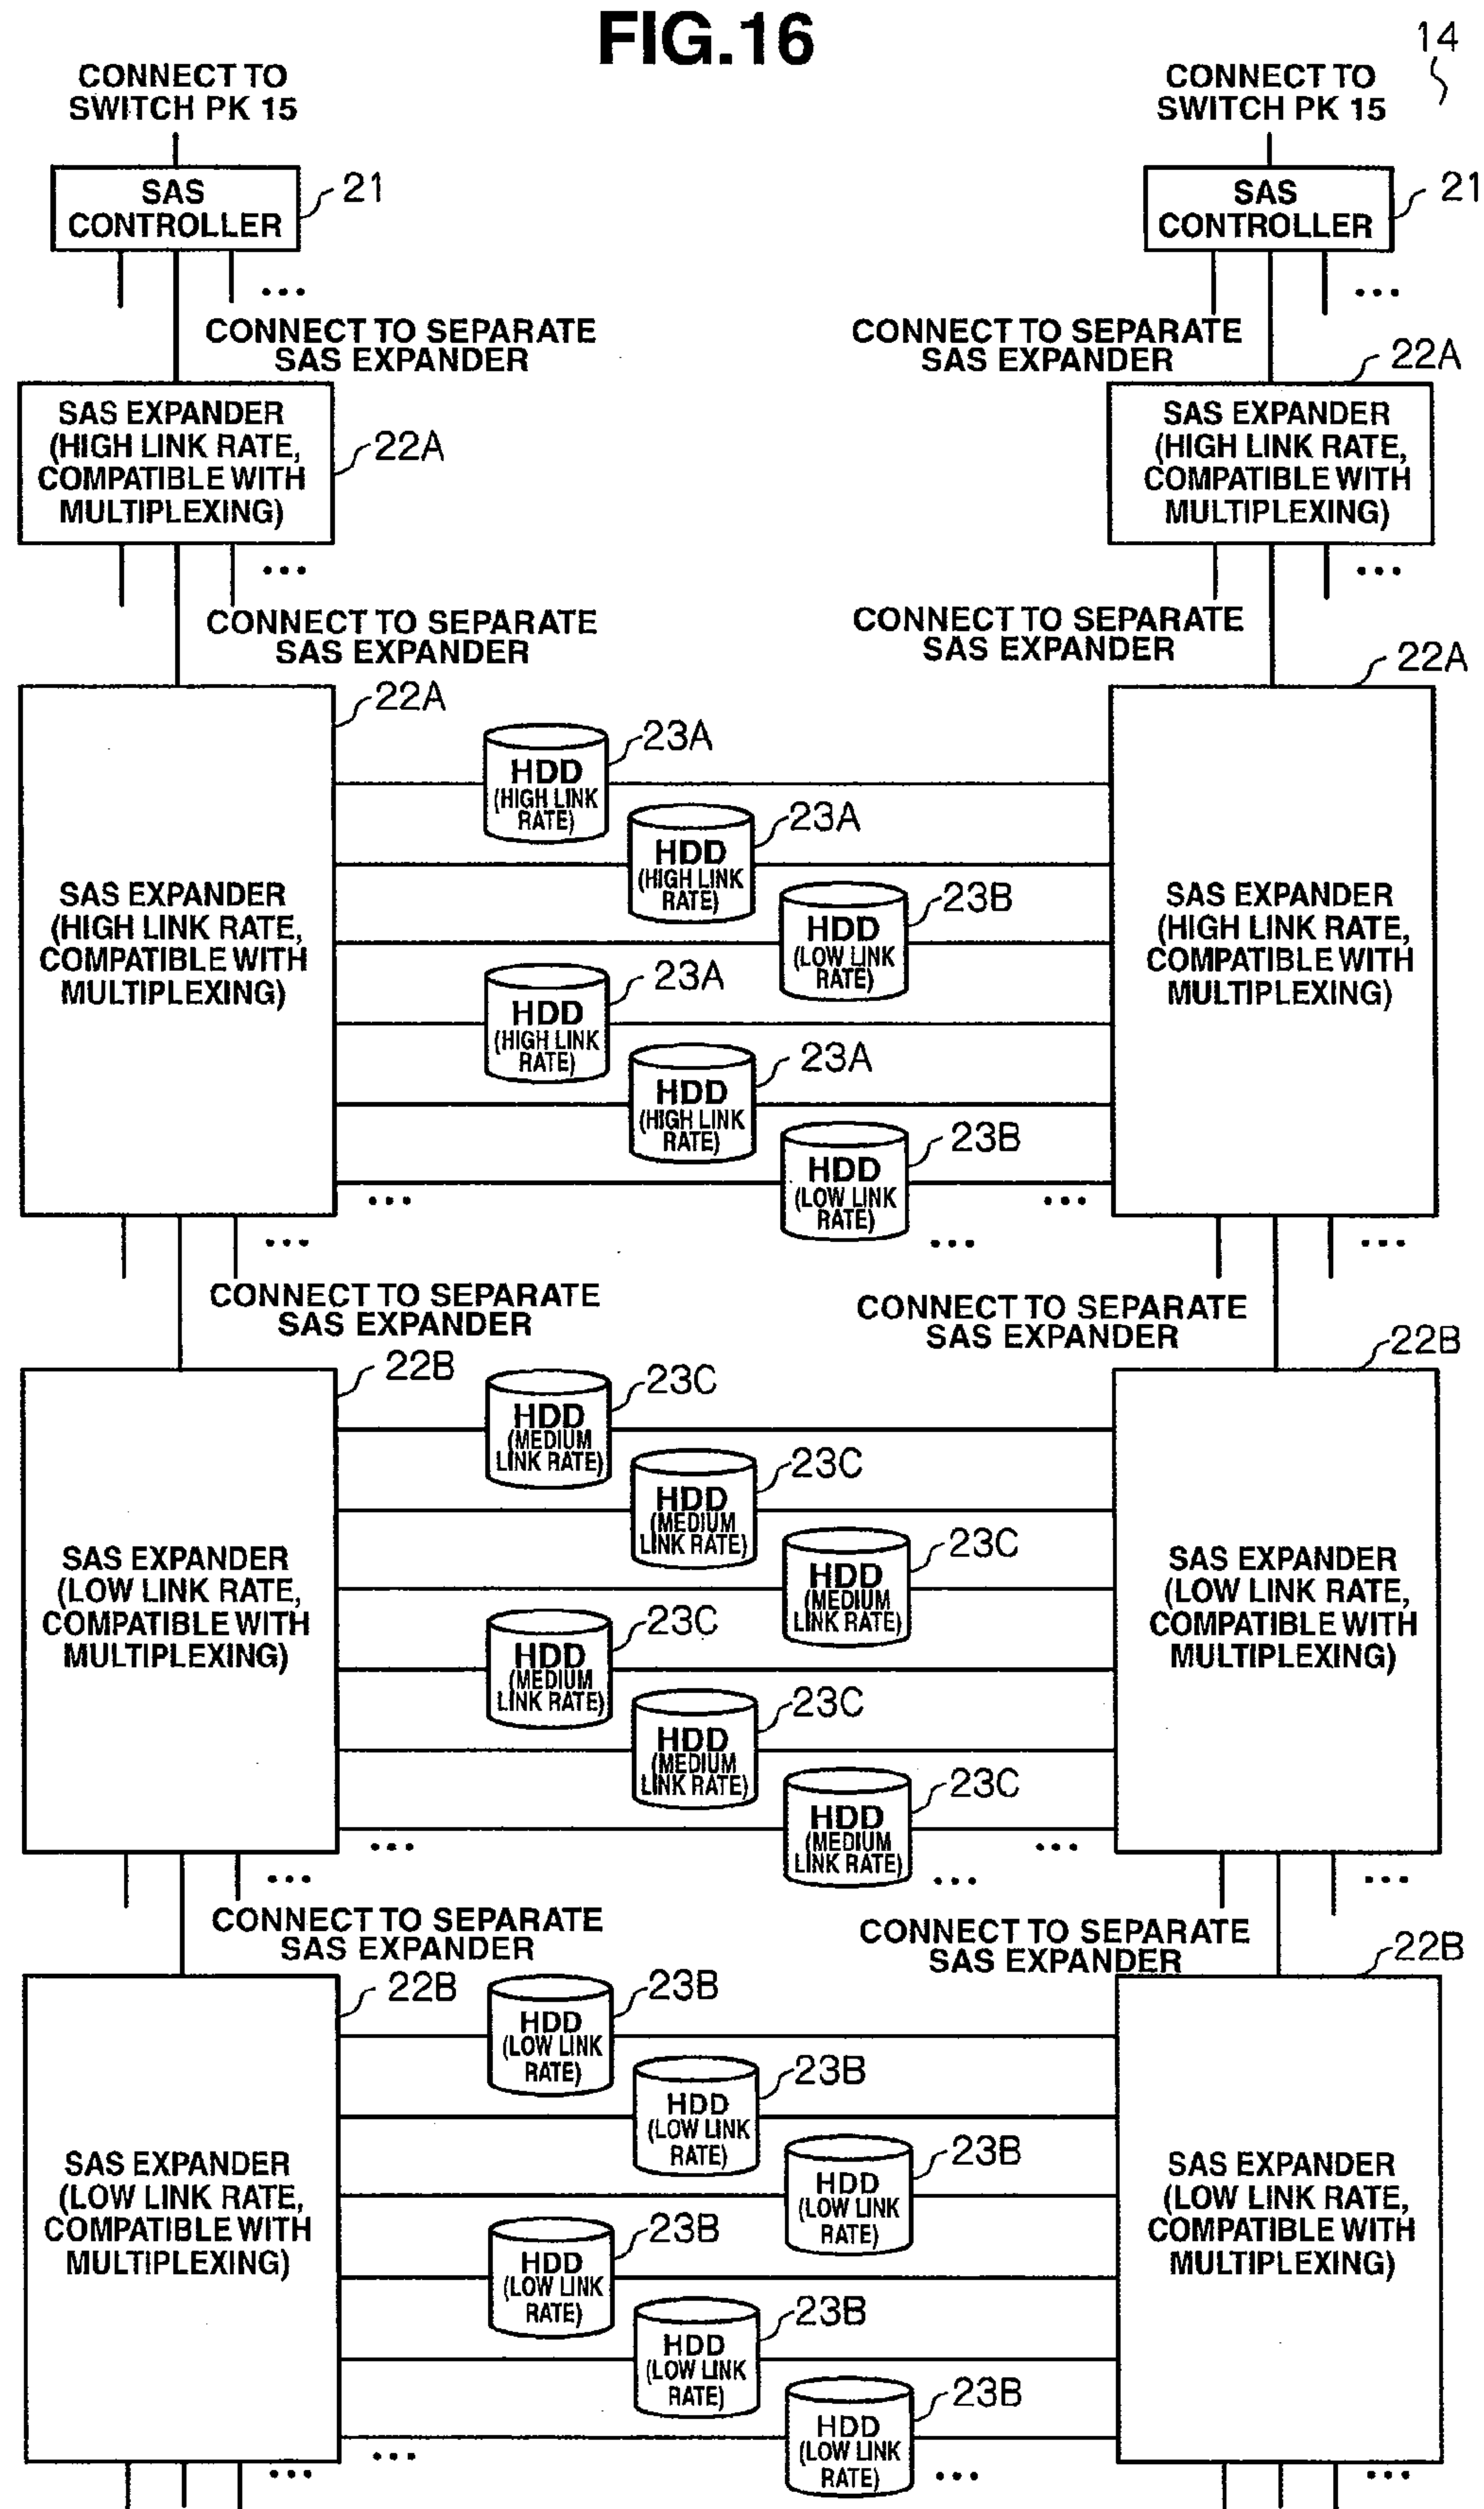 FIG.16
14
CONNECT TO
SWITCH PK 15
CONNECT TO
SWITCH PK 15
SAS
CONTROLLER
21
SAS
CONTROLLER
21
...
...
CONNECT TO SEPARATE
SAS EXPANDER
CONNECT TO SEPARATE
SAS EXPANDER
22A
SAS EXPANDER
(HIGH LINK RATE,
COMPATIBLE WITH
MULTIPLEXING)
22A
SAS EXPANDER
(HIGH LINK RATE,
COMPATIBLE WITH
MULTIPLEXING)
...
...
CONNECT TO SEPARATE
SAS EXPANDER
CONNECT TO SEPARATE
SAS EXPANDER
22A
22A
SAS EXPANDER
(HIGH LINK RATE,
COMPATIBLE WITH
MULTIPLEXING)
23A
HDD
(HIGH LINK
RATE)
23A
HDD
(HIGH LINK
RATE)
23B
HDD
(LOW LINK
RATE)
23A
HDD
(HIGH LINK
RATE)
23A
HDD
(HIGH LINK
RATE)
23B
HDD
(LOW LINK
RATE)
SAS EXPANDER
(HIGH LINK RATE,
COMPATIBLE WITH
MULTIPLEXING)
...
...
...
...
...
CONNECT TO SEPARATE
SAS EXPANDER
CONNECT TO SEPARATE
SAS EXPANDER
22B
22B
SAS EXPANDER
(LOW LINK RATE,
COMPATIBLE WITH
MULTIPLEXING)
23C
HDD
(MEDIUM
LINK RATE)
23C
HDD
(MEDIUM
LINK RATE)
23C
HDD
(MEDIUM
LINK RATE)
23C
HDD
(MEDIUM
LINK RATE)
23C
HDD
(MEDIUM
LINK RATE)
23C
HDD
(MEDIUM
LINK RATE)
SAS EXPANDER
(LOW LINK RATE,
COMPATIBLE WITH
MULTIPLEXING)
...
...
...
...
...
CONNECT TO SEPARATE
SAS EXPANDER
CONNECT TO SEPARATE
SAS EXPANDER
22B
22B
SAS EXPANDER
(LOW LINK RATE,
COMPATIBLE WITH
MULTIPLEXING)
23B
HDD
(LOW LINK
RATE)
23B
HDD
(LOW LINK
RATE)
23B
HDD
(LOW LINK
RATE)
23B
HDD
(LOW LINK
RATE)
23B
HDD
(LOW LINK
RATE)
23B
HDD
(LOW LINK
RATE)
SAS EXPANDER
(LOW LINK RATE,
COMPATIBLE WITH
MULTIPLEXING)
...
...
...
...